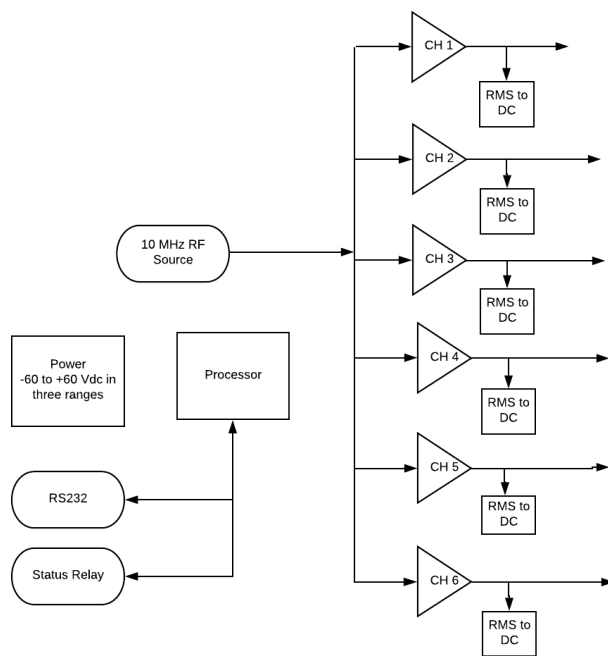 CH 1
RMS to
DC
CH 2
RMS to
DC
10 MHz RF
Source
CH 3
RMS to
DC
Power
-60 to +60 Vdc in
three ranges
Processor
CH 4
RMS to
DC
RS232
CH 5
RMS to
DC
Status Relay
CH 6
RMS to
DC